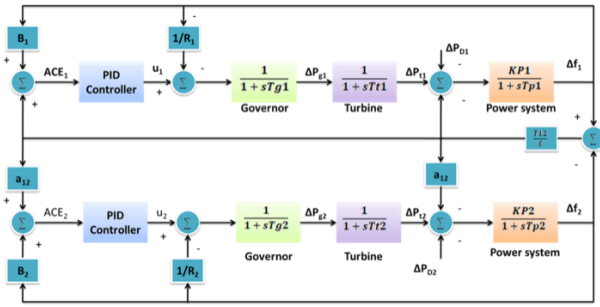 B1
+
Σ
+
ACE1
PID
Controller
u1
+
-
1/R1
Σ
-
1
1 + sTg1
Governor
ΔPg1
1
1 + sTt1
Turbine
ΔPt1
ΔPD1
-
Σ
-
KP1
1 + sTp1
Power system
Δf1
+
T12
s
Σ
-
a12
+
Σ
+
ACE2
PID
Controller
u2
+
Σ
-
1
1 + sTg2
Governor
ΔPg2
1
1 + sTt2
Turbine
ΔPt2
a12
-
Σ
-
KP2
1 + sTp2
Power system
Δf2
B2
1/R2
ΔPD2